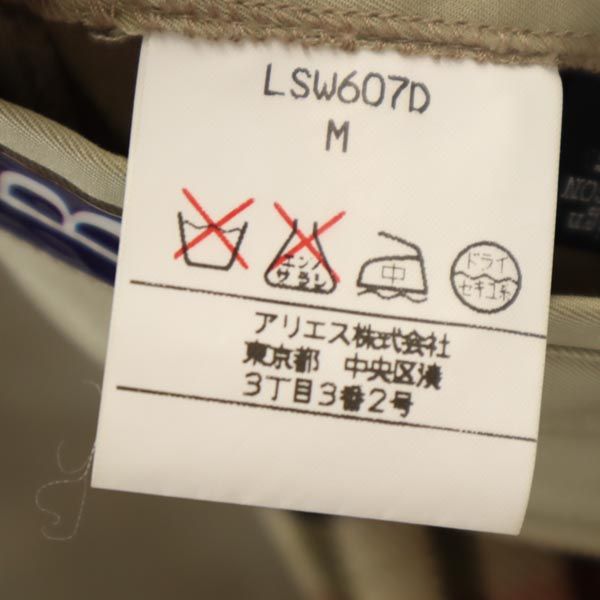 LSW607D
M
エンソ
サラシ
中
ドライ
セキユ系
アリエス株式会社
東京都 中央区湊
3丁目3番2号